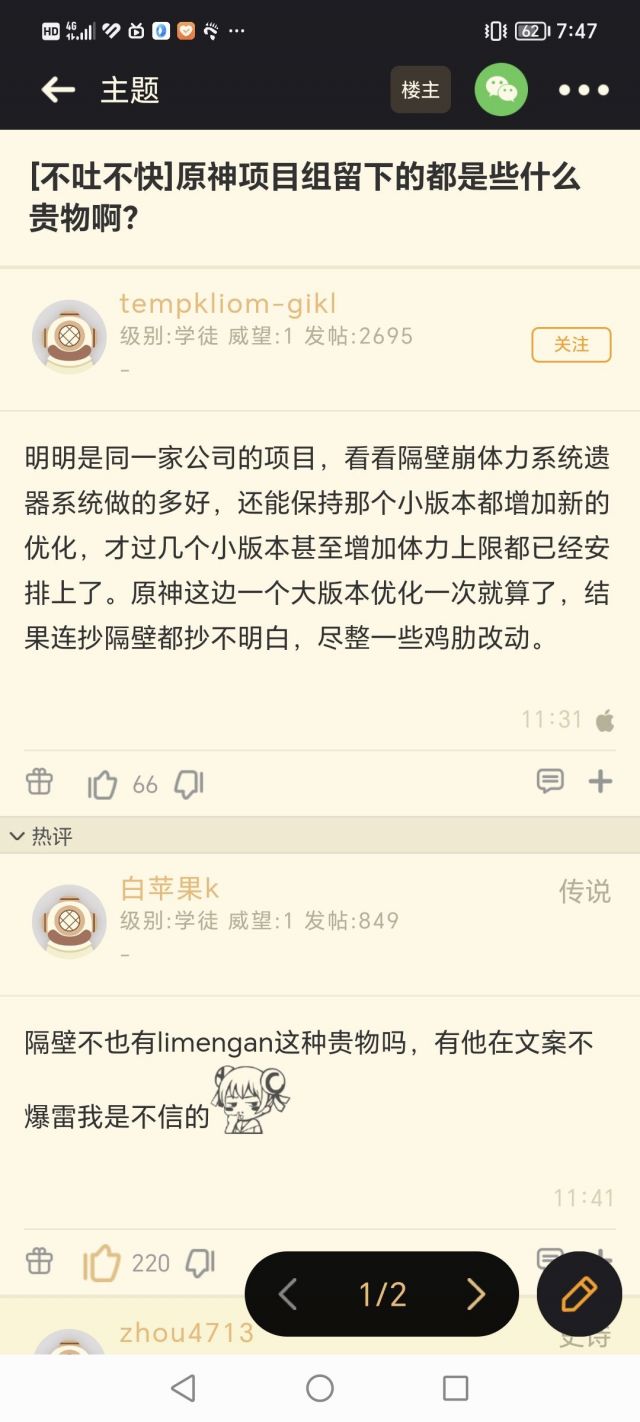 HD 4G 62 7:47
主题 楼主
[不吐不快]原神项目组留下的都是些什么
贵物啊?
tempkliom-gikl
级别:学徒 威望:1 发帖:2695
-
关注
明明是同一家公司的项目，看看隔壁崩体力系统遗
器系统做的多好，还能保持那个小版本都增加新的
优化，才过几个小版本甚至增加体力上限都已经安
排上了。原神这边一个大版本优化一次就算了，结
果连抄隔壁都抄不明白，尽整一些鸡肋改动。
11:31
66
热评
白苹果k
传说
级别:学徒 威望:1 发帖:849
-
隔壁不也有limengan这种贵物吗，有他在文案不
爆雷我是不信的
11:41
220
1/2
zhou4713
史诗